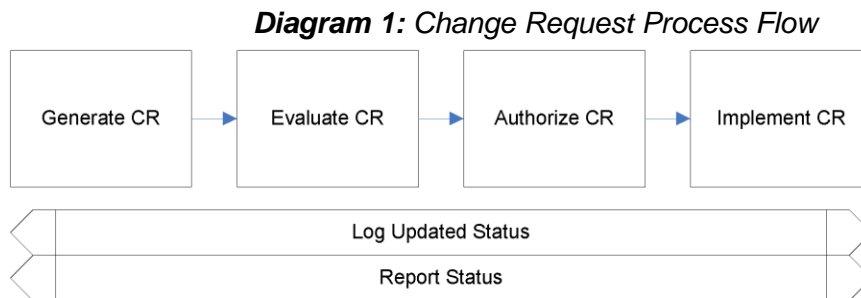 Diagram 1: Change Request Process Flow
Generate CR
Evaluate CR
Authorize CR
Implement CR
Log Updated Status
Report Status